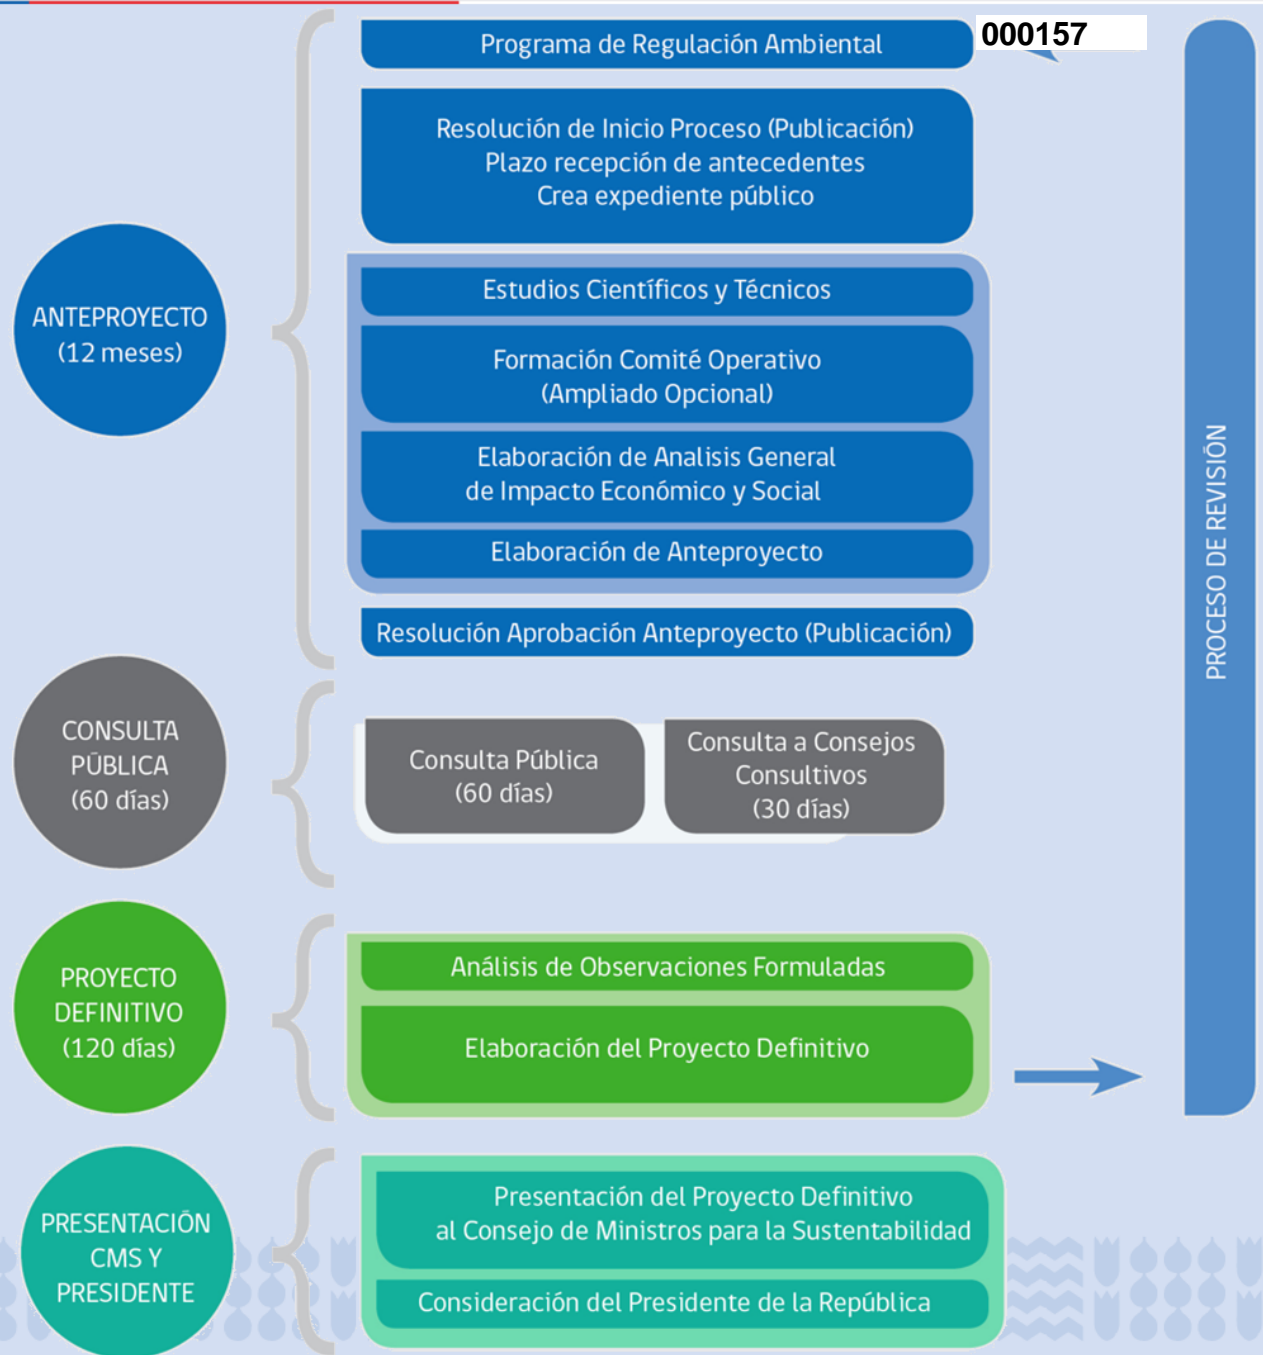 000157
Programa de Regulación Ambiental
Resolución de Inicio Proceso (Publicación)
Plazo recepción de antecedentes
Crea expediente público
ANTEPROYECTO
(12 meses)
Estudios Científicos y Técnicos
Formación Comité Operativo
(Ampliado Opcional)
Elaboración de Analisis General
de Impacto Económico y Social
Elaboración de Anteproyecto
Resolución Aprobación Anteproyecto (Publicación)
CONSULTA
PÚBLICA
(60 días)
Consulta Pública
(60 días)
Consulta a Consejos
Consultivos
(30 días)
PROYECTO
DEFINITIVO
(120 días)
Análisis de Observaciones Formuladas
Elaboración del Proyecto Definitivo
PRESENTACIÓN
CMS Y
PRESIDENTE
Presentación del Proyecto Definitivo
al Consejo de Ministros para la Sustentabilidad
Consideración del Presidente de la República
PROCESO DE REVISIÓN